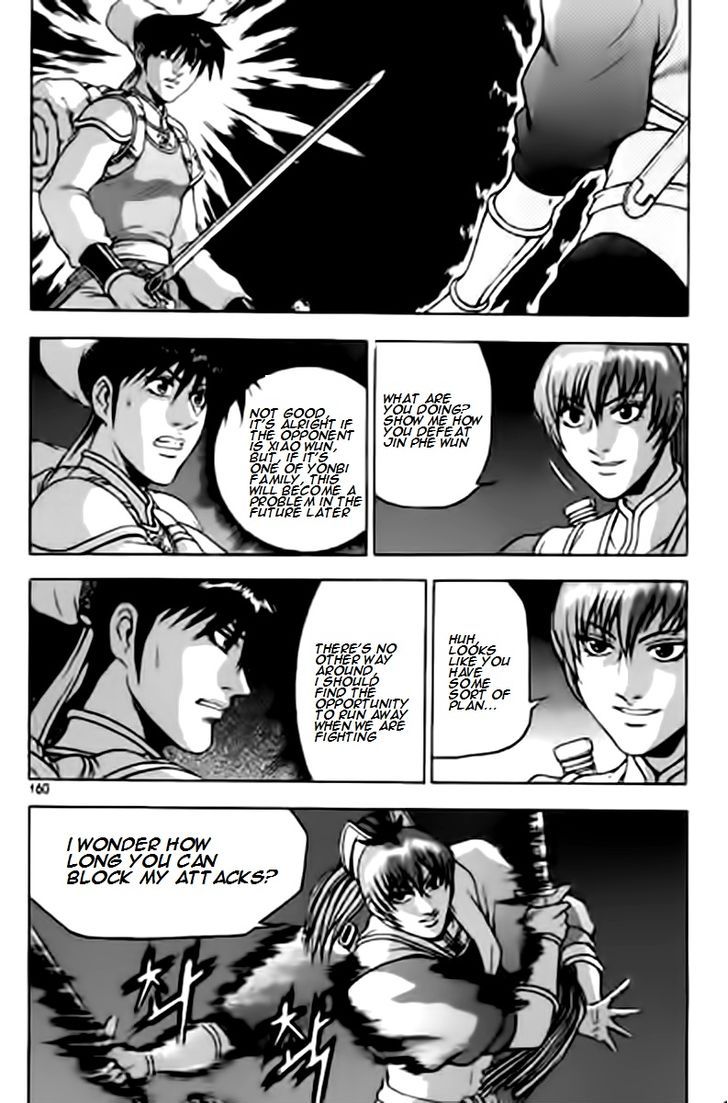 NOT GOOD,
IT'S ALRIGHT IF
THE OPPONENT
IS XIAO WUN,
BUT, IF IT'S
ONE OF YONBI
FAMILY, THIS
WILL BECOME A
PROBLEM IN THE
FUTURE LATER
WHAT ARE
YOU DOING?
SHOW ME HOW
YOU DEFEAT
JIN PHE WUN
THERE'S NO
OTHER WAY
AROUND,
I SHOULD
FIND THE
OPPORTUNITY
TO RUN AWAY
WHEN WE ARE
FIGHTING
HUH,
LOOKS
LIKE YOU
HAVE
SOME
SORT OF
PLAN...
160
I WONDER HOW
LONG YOU CAN
BLOCK MY ATTACKS?